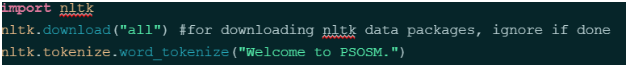 import nltk
nltk.download("all") #for downloading nltk data packages, ignore if done
nltk.tokenize.word_tokenize("Welcome to PSOSM.")